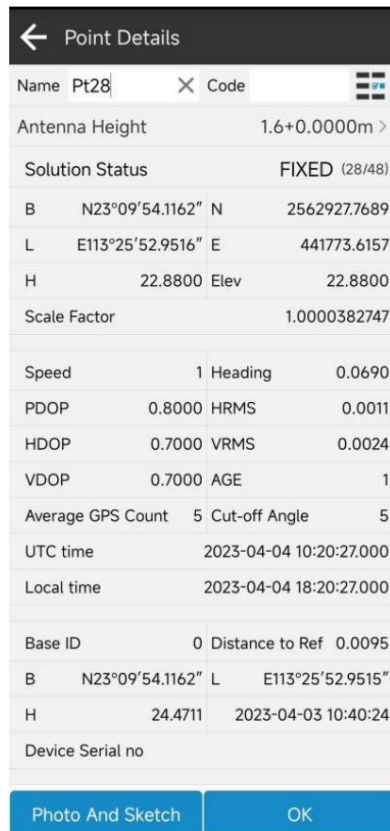 Point Details
Name Pt28 Code
Antenna Height 1.6+0.0000m >
Solution Status FIXED (28/48)
B N23°09′54.1162″ N 2562927.7689
L E113°25′52.9516″ E 441773.6157
H 22.8800 Elev 22.8800
Scale Factor 1.0000382747
Speed 1 Heading 0.0690
PDOP 0.8000 HRMS 0.0011
HDOP 0.7000 VRMS 0.0024
VDOP 0.7000 AGE 1
Average GPS Count 5 Cut-off Angle 5
UTC time 2023-04-04 10:20:27.000
Local time 2023-04-04 18:20:27.000
Base ID 0 Distance to Ref 0.0095
B N23°09′54.1162″ L E113°25′52.9515″
H 24.4711 2023-04-03 10:40:24
Device Serial no
Photo And Sketch OK